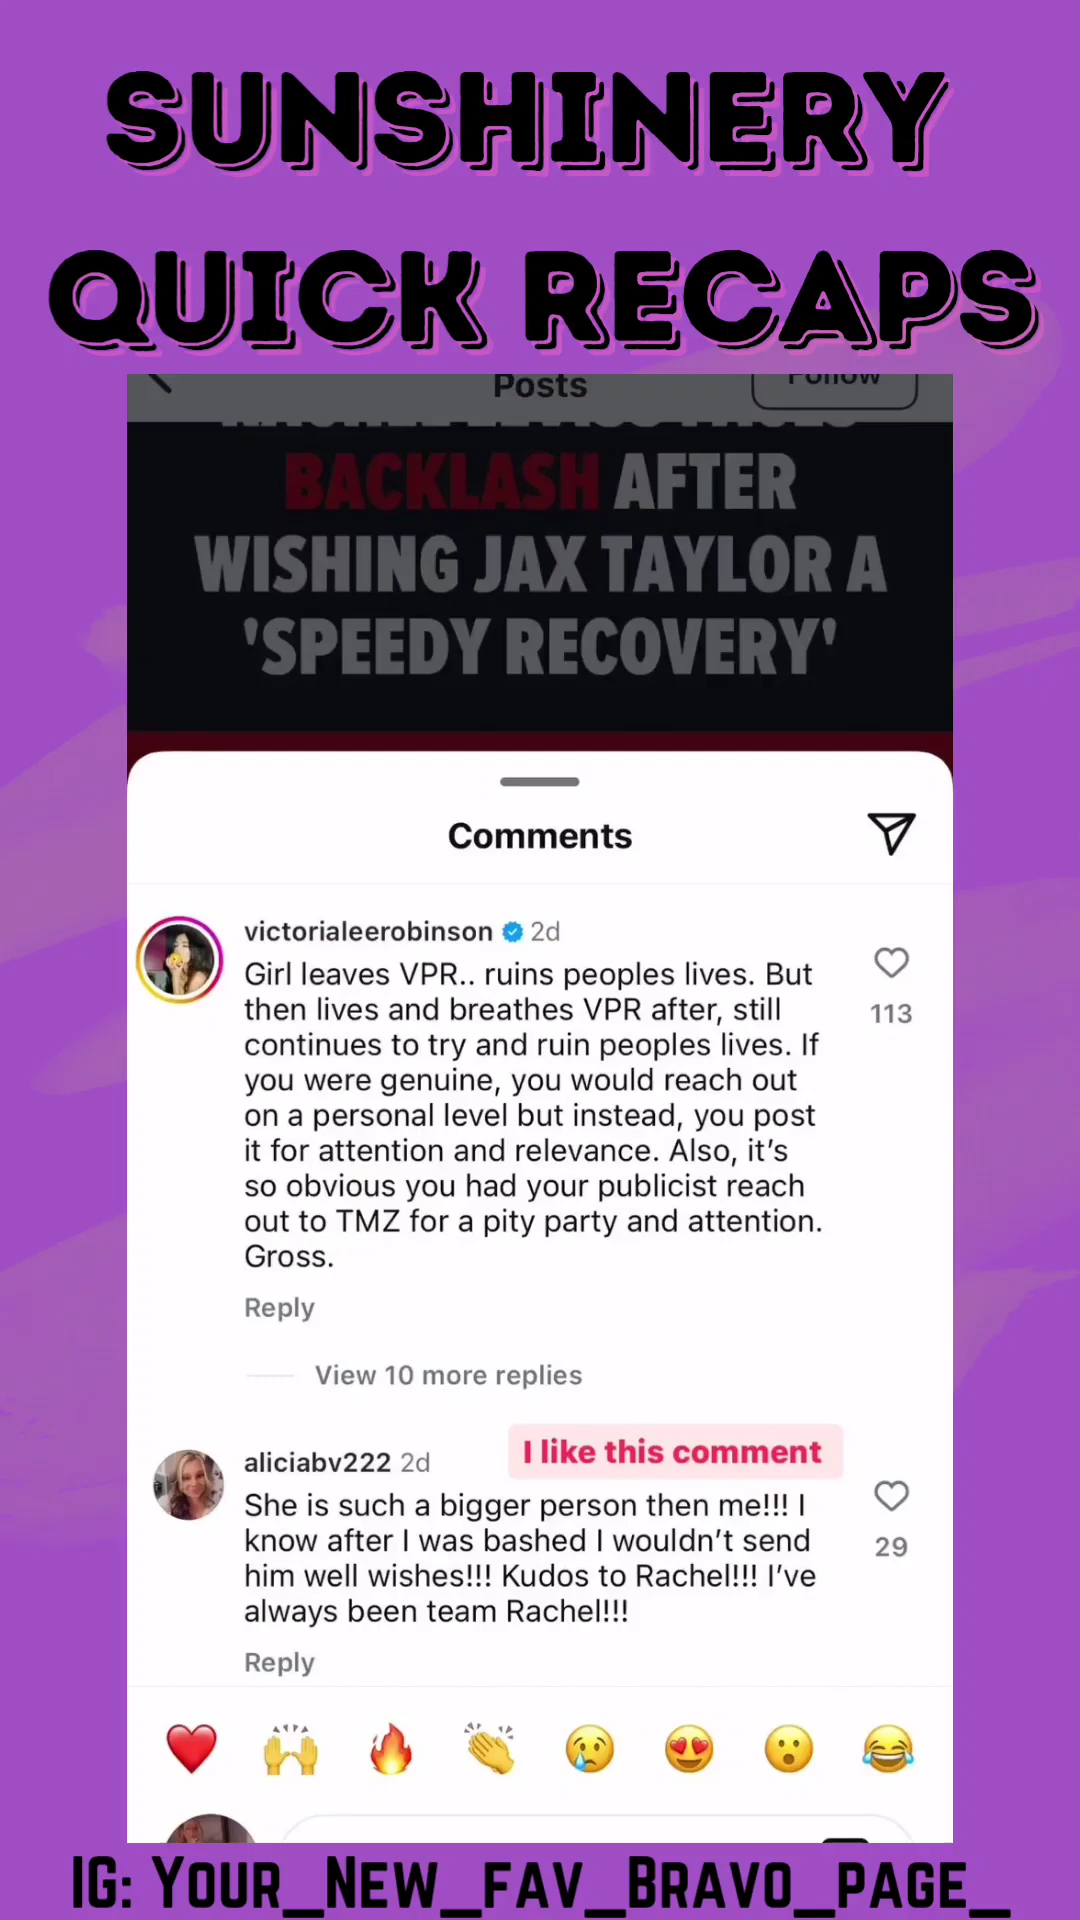 SUNSHINERY
QUICK RECAPS
Posts
Follow
BACKLASH AFTER
WISHING JAX TAYLOR A
'SPEEDY RECOVERY'
Comments
victorialeerobinson 2d
Girl leaves VPR.. ruins peoples lives. But
then lives and breathes VPR after, still
continues to try and ruin peoples lives. If
you were genuine, you would reach out
on a personal level but instead, you post
it for attention and relevance. Also, it's
so obvious you had your publicist reach
out to TMZ for a pity party and attention.
Gross.
113
Reply
View 10 more replies
I like this comment
aliciabv222 2d
She is such a bigger person then me!!! I
know after I was bashed I wouldn't send
him well wishes!!! Kudos to Rachel!!! I've
always been team Rachel!!!
29
Reply
IG: YOUR_NEW_FAV_BRAVO_PAGE_